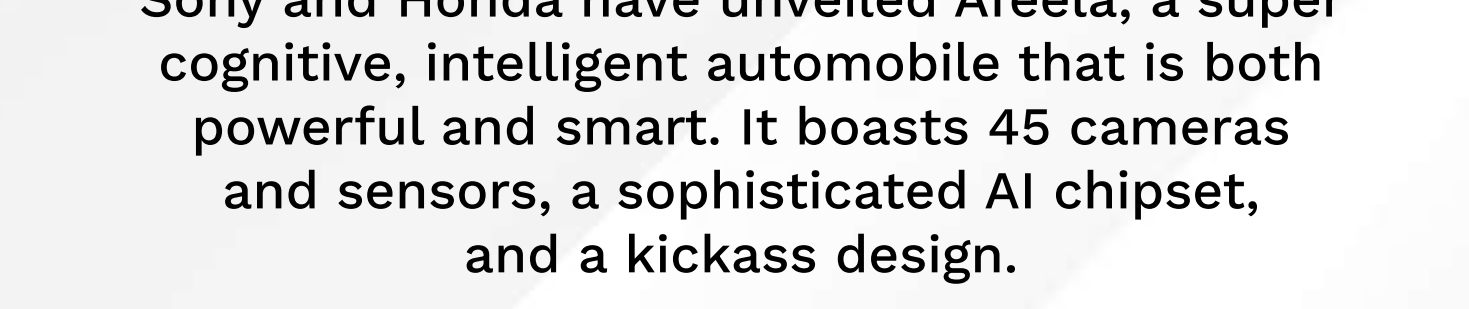 Sony and Honda have unveiled Afeela, a super
cognitive, intelligent automobile that is both
powerful and smart. It boasts 45 cameras
and sensors, a sophisticated AI chipset,
and a kickass design.